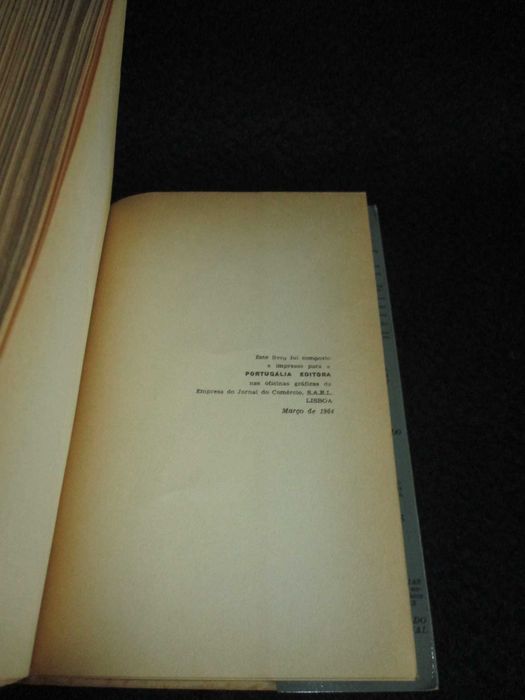 Este livro foi composto
e impresso para a
PORTUGÁLIA EDITORA
nas oficinas gráficas da
Empresa do Jornal do Comércio, S.A.R.L.
LISBOA
Março de 1964